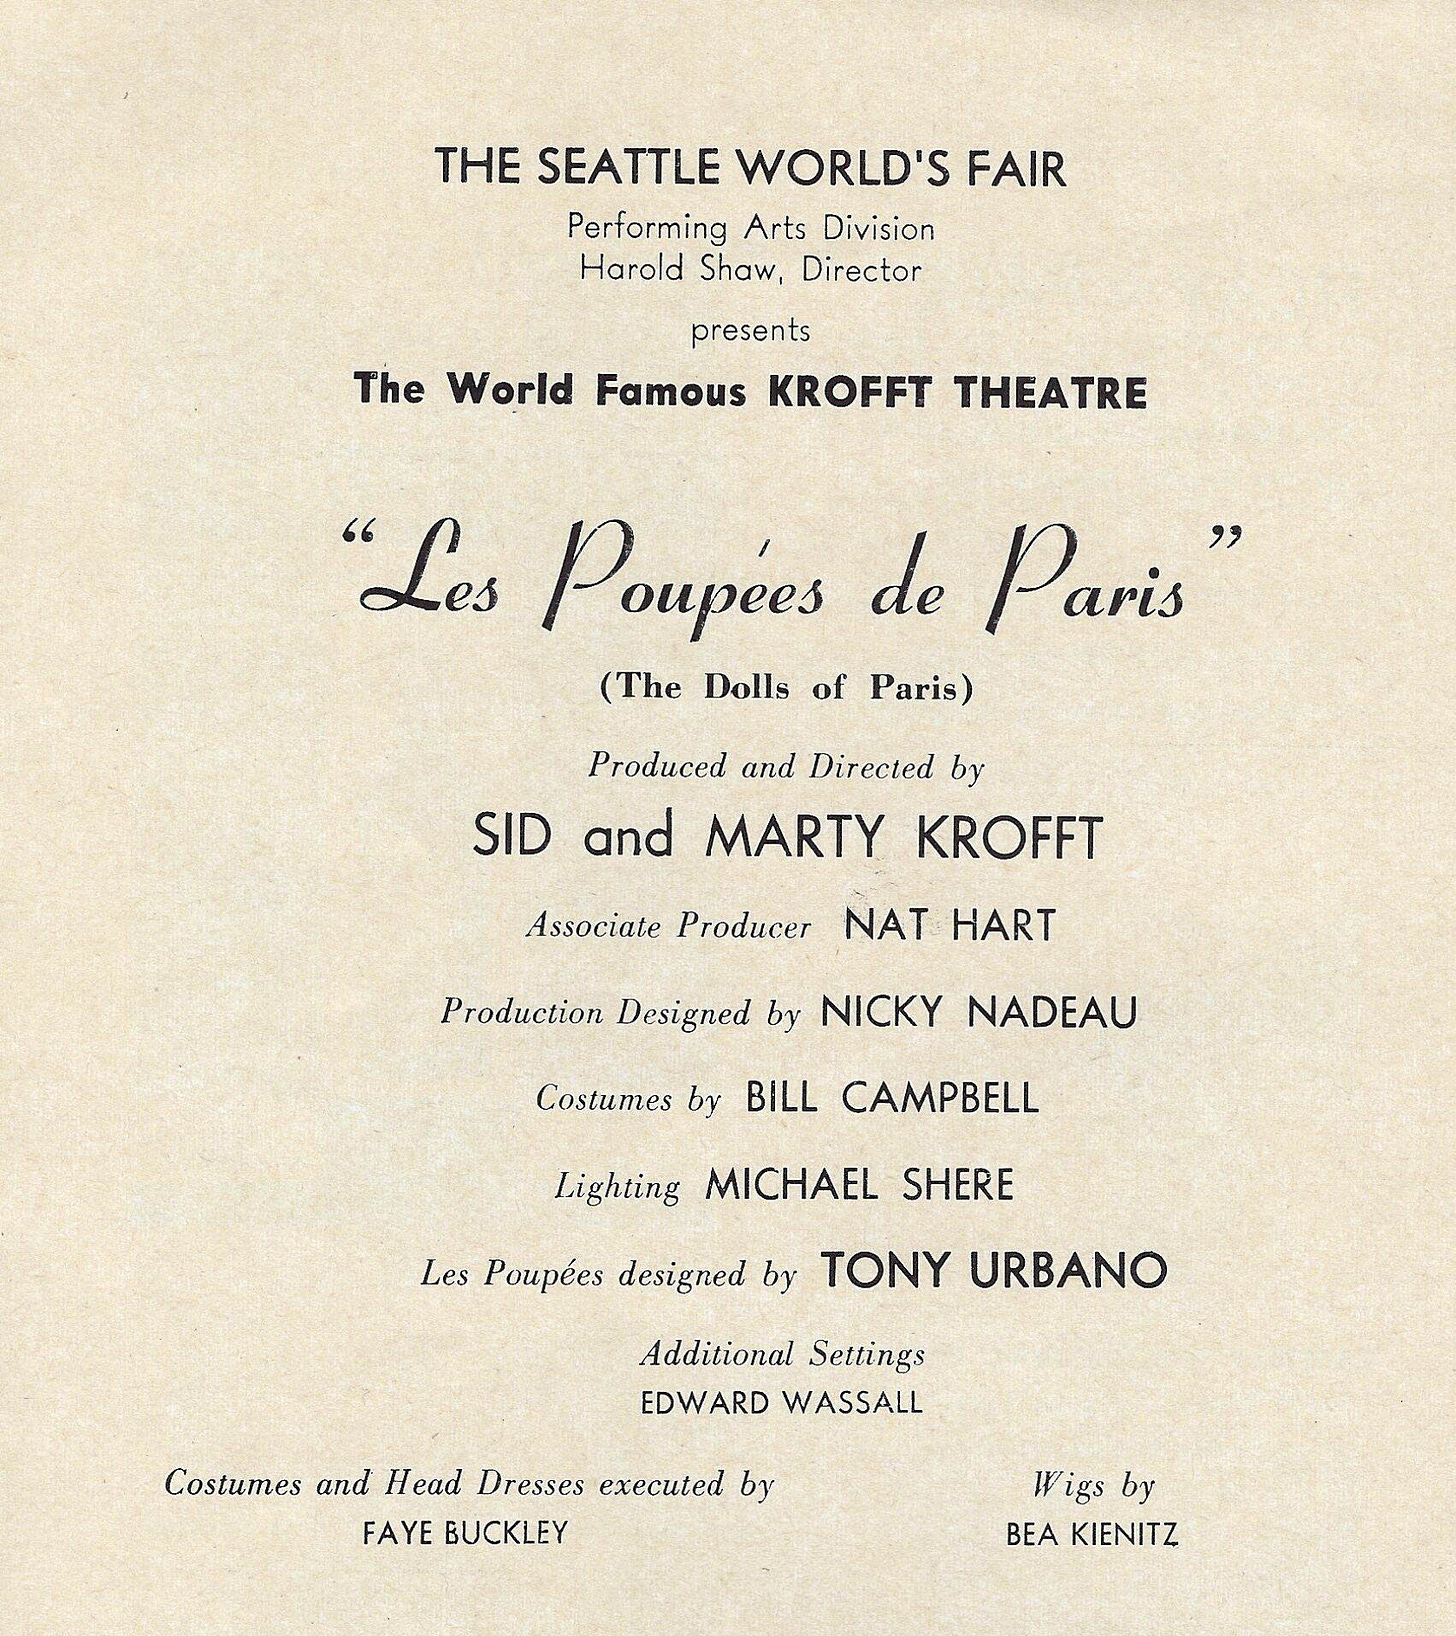 THE SEATTLE WORLD'S FAIR
Performing Arts Division
Harold Shaw, Director
presents
The World Famous KROFFT THEATRE
“Les Poupées de Paris”
(The Dolls of Paris)
Produced and Directed by
SID and MARTY KROFFT
Associate Producer NAT HART
Production Designed by NICKY NADEAU
Costumes by BILL CAMPBELL
Lighting MICHAEL SHERE
Les Poupées designed by TONY URBANO
Additional Settings
EDWARD WASSALL
Costumes and Head Dresses executed by
FAYE BUCKLEY
Wigs by
BEA KIENITZ